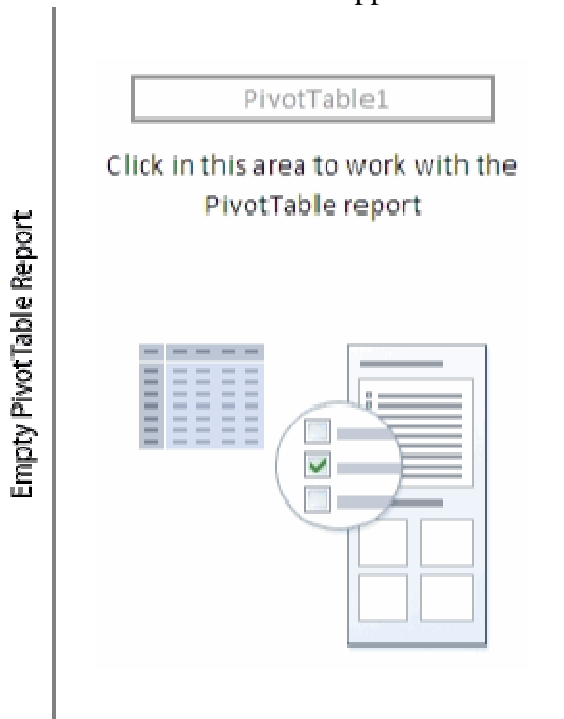 PivotTable1
Click in this area to work with the
PivotTable report
Empty PivotTable Report